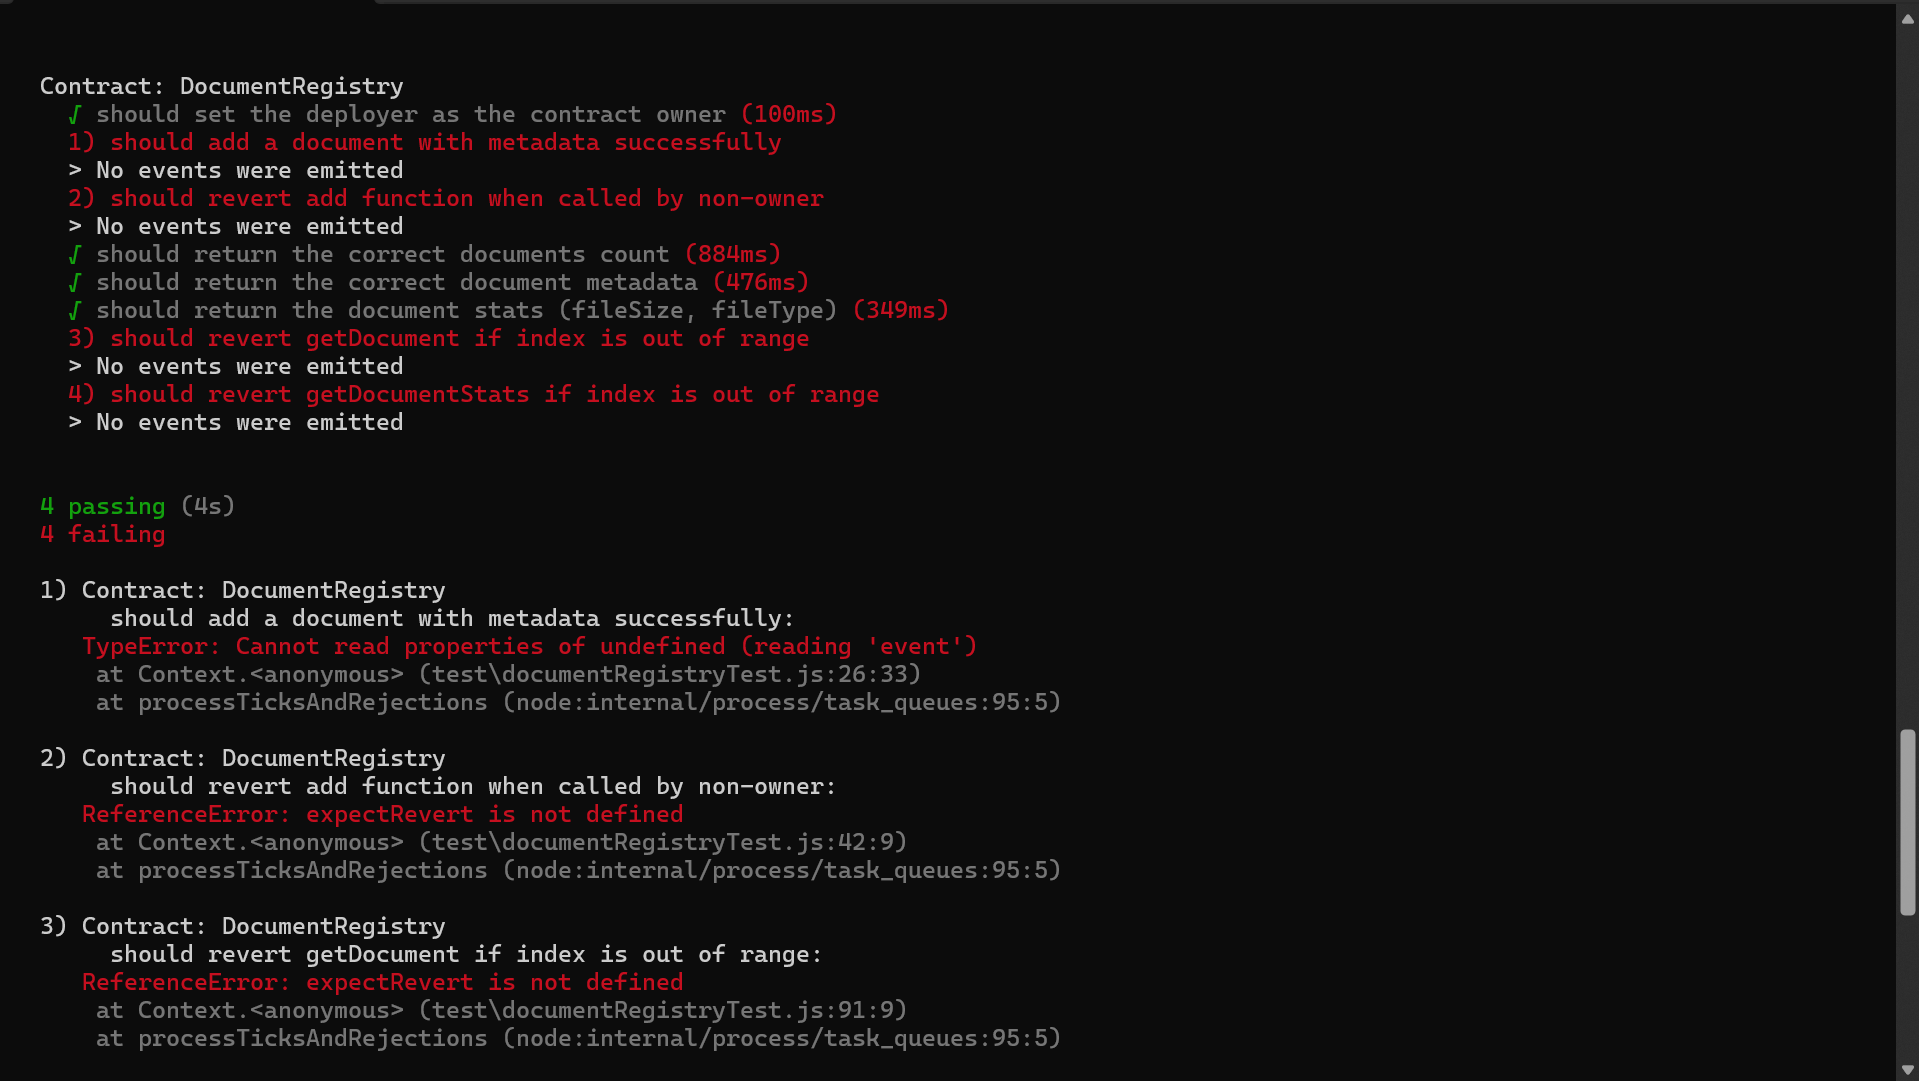 Contract: DocumentRegistry
√ should set the deployer as the contract owner (100ms)
1) should add a document with metadata successfully
> No events were emitted
2) should revert add function when called by non-owner
> No events were emitted
√ should return the correct documents count (884ms)
√ should return the correct document metadata (476ms)
√ should return the document stats (fileSize, fileType) (349ms)
3) should revert getDocument if index is out of range
> No events were emitted
4) should revert getDocumentStats if index is out of range
> No events were emitted
4 passing (4s)
4 failing
1) Contract: DocumentRegistry
should add a document with metadata successfully:
TypeError: Cannot read properties of undefined (reading 'event')
at Context.<anonymous> (test\documentRegistryTest.js:26:33)
at processTicksAndRejections (node:internal/process/task_queues:95:5)
2) Contract: DocumentRegistry
should revert add function when called by non-owner:
ReferenceError: expectRevert is not defined
at Context.<anonymous> (test\documentRegistryTest.js:42:9)
at processTicksAndRejections (node:internal/process/task_queues:95:5)
3) Contract: DocumentRegistry
should revert getDocument if index is out of range:
ReferenceError: expectRevert is not defined
at Context.<anonymous> (test\documentRegistryTest.js:91:9)
at processTicksAndRejections (node:internal/process/task_queues:95:5)